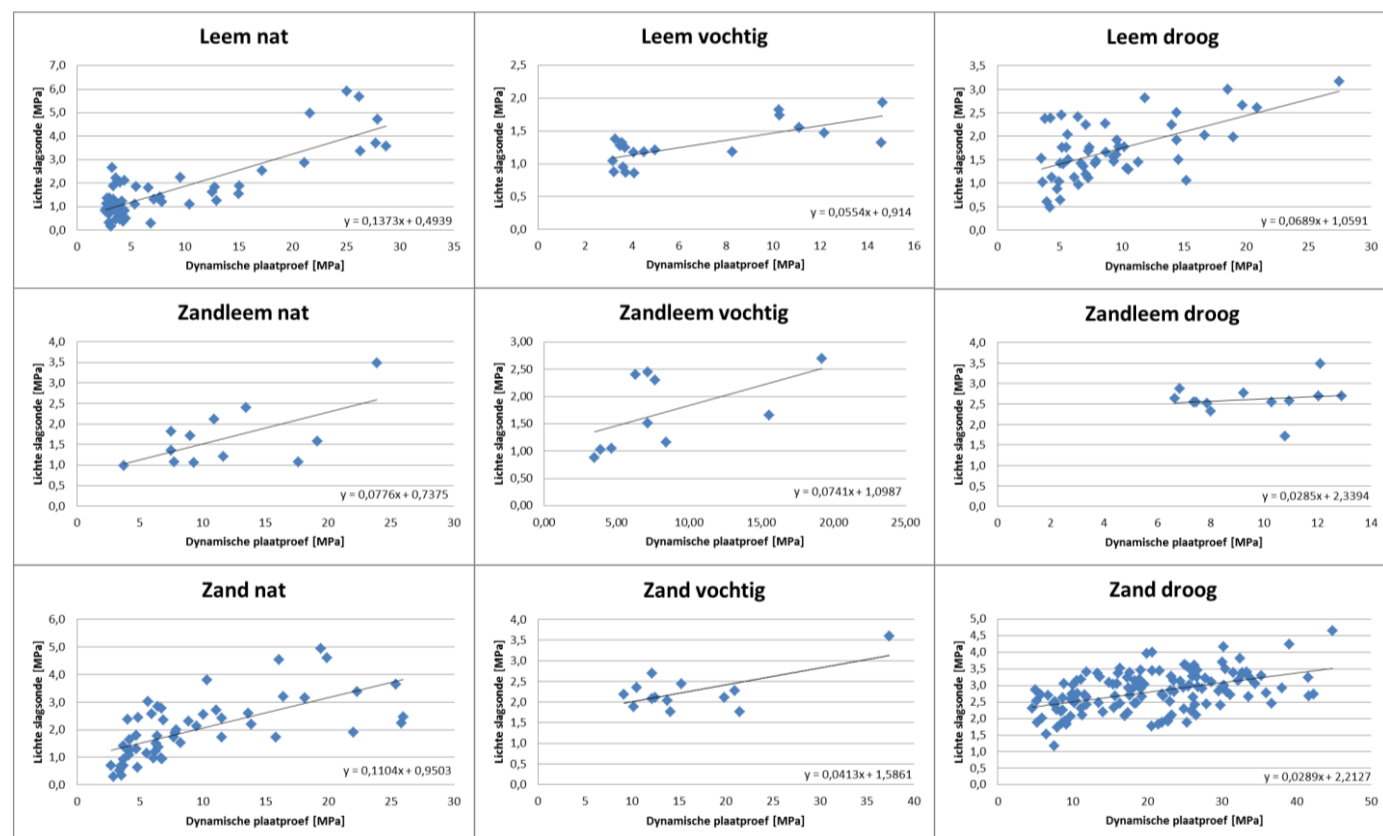 Leem nat
Lichte slagsonde [MPa]
7,0
6,0
5,0
4,0
3,0
2,0
1,0
0,0
y = 0,1373x + 0,4939
0 5 10 15 20 25 30 35
Dynamische plaatproef [MPa]
Leem vochtig
Lichte slagsonde [MPa]
2,5
2,0
1,5
1,0
0,5
0,0
y = 0,0554x + 0,914
0 2 4 6 8 10 12 14 16
Dynamische plaatproef [MPa]
Leem droog
Lichte slagsonde [MPa]
3,5
3,0
2,5
2,0
1,5
1,0
0,5
0,0
y = 0,0689x + 1,0591
0 5 10 15 20 25 30
Dynamische plaatproef [MPa]
Zandleem nat
Lichte slagsonde [MPa]
4,0
3,5
3,0
2,5
2,0
1,5
1,0
0,5
0,0
y = 0,0776x + 0,7375
0 5 10 15 20 25 30
Dynamische plaatproef [MPa]
Zandleem vochtig
Lichte slagsonde [MPa]
3,00
2,50
2,00
1,50
1,00
0,50
0,00
y = 0,0741x + 1,0987
0,00 5,00 10,00 15,00 20,00 25,00
Dynamische plaatproef [MPa]
Zandleem droog
Lichte slagsonde [MPa]
4,0
3,5
3,0
2,5
2,0
1,5
1,0
0,5
0,0
y = 0,0285x + 2,3394
0 2 4 6 8 10 12 14
Dynamische plaatproef [MPa]
Zand nat
Lichte slagsonde [MPa]
6,0
5,0
4,0
3,0
2,0
1,0
0,0
y = 0,1104x + 0,9503
0 5 10 15 20 25 30
Dynamische plaatproef [MPa]
Zand vochtig
Lichte slagsonde [MPa]
4,0
3,5
3,0
2,5
2,0
1,5
1,0
0,5
0,0
y = 0,0413x + 1,5861
0 5 10 15 20 25 30 35 40
Dynamische plaatproef [MPa]
Zand droog
Lichte slagsonde [MPa]
5,0
4,5
4,0
3,5
3,0
2,5
2,0
1,5
1,0
0,5
0,0
y = 0,0289x + 2,2127
0 10 20 30 40 50
Dynamische plaatproef [MPa]